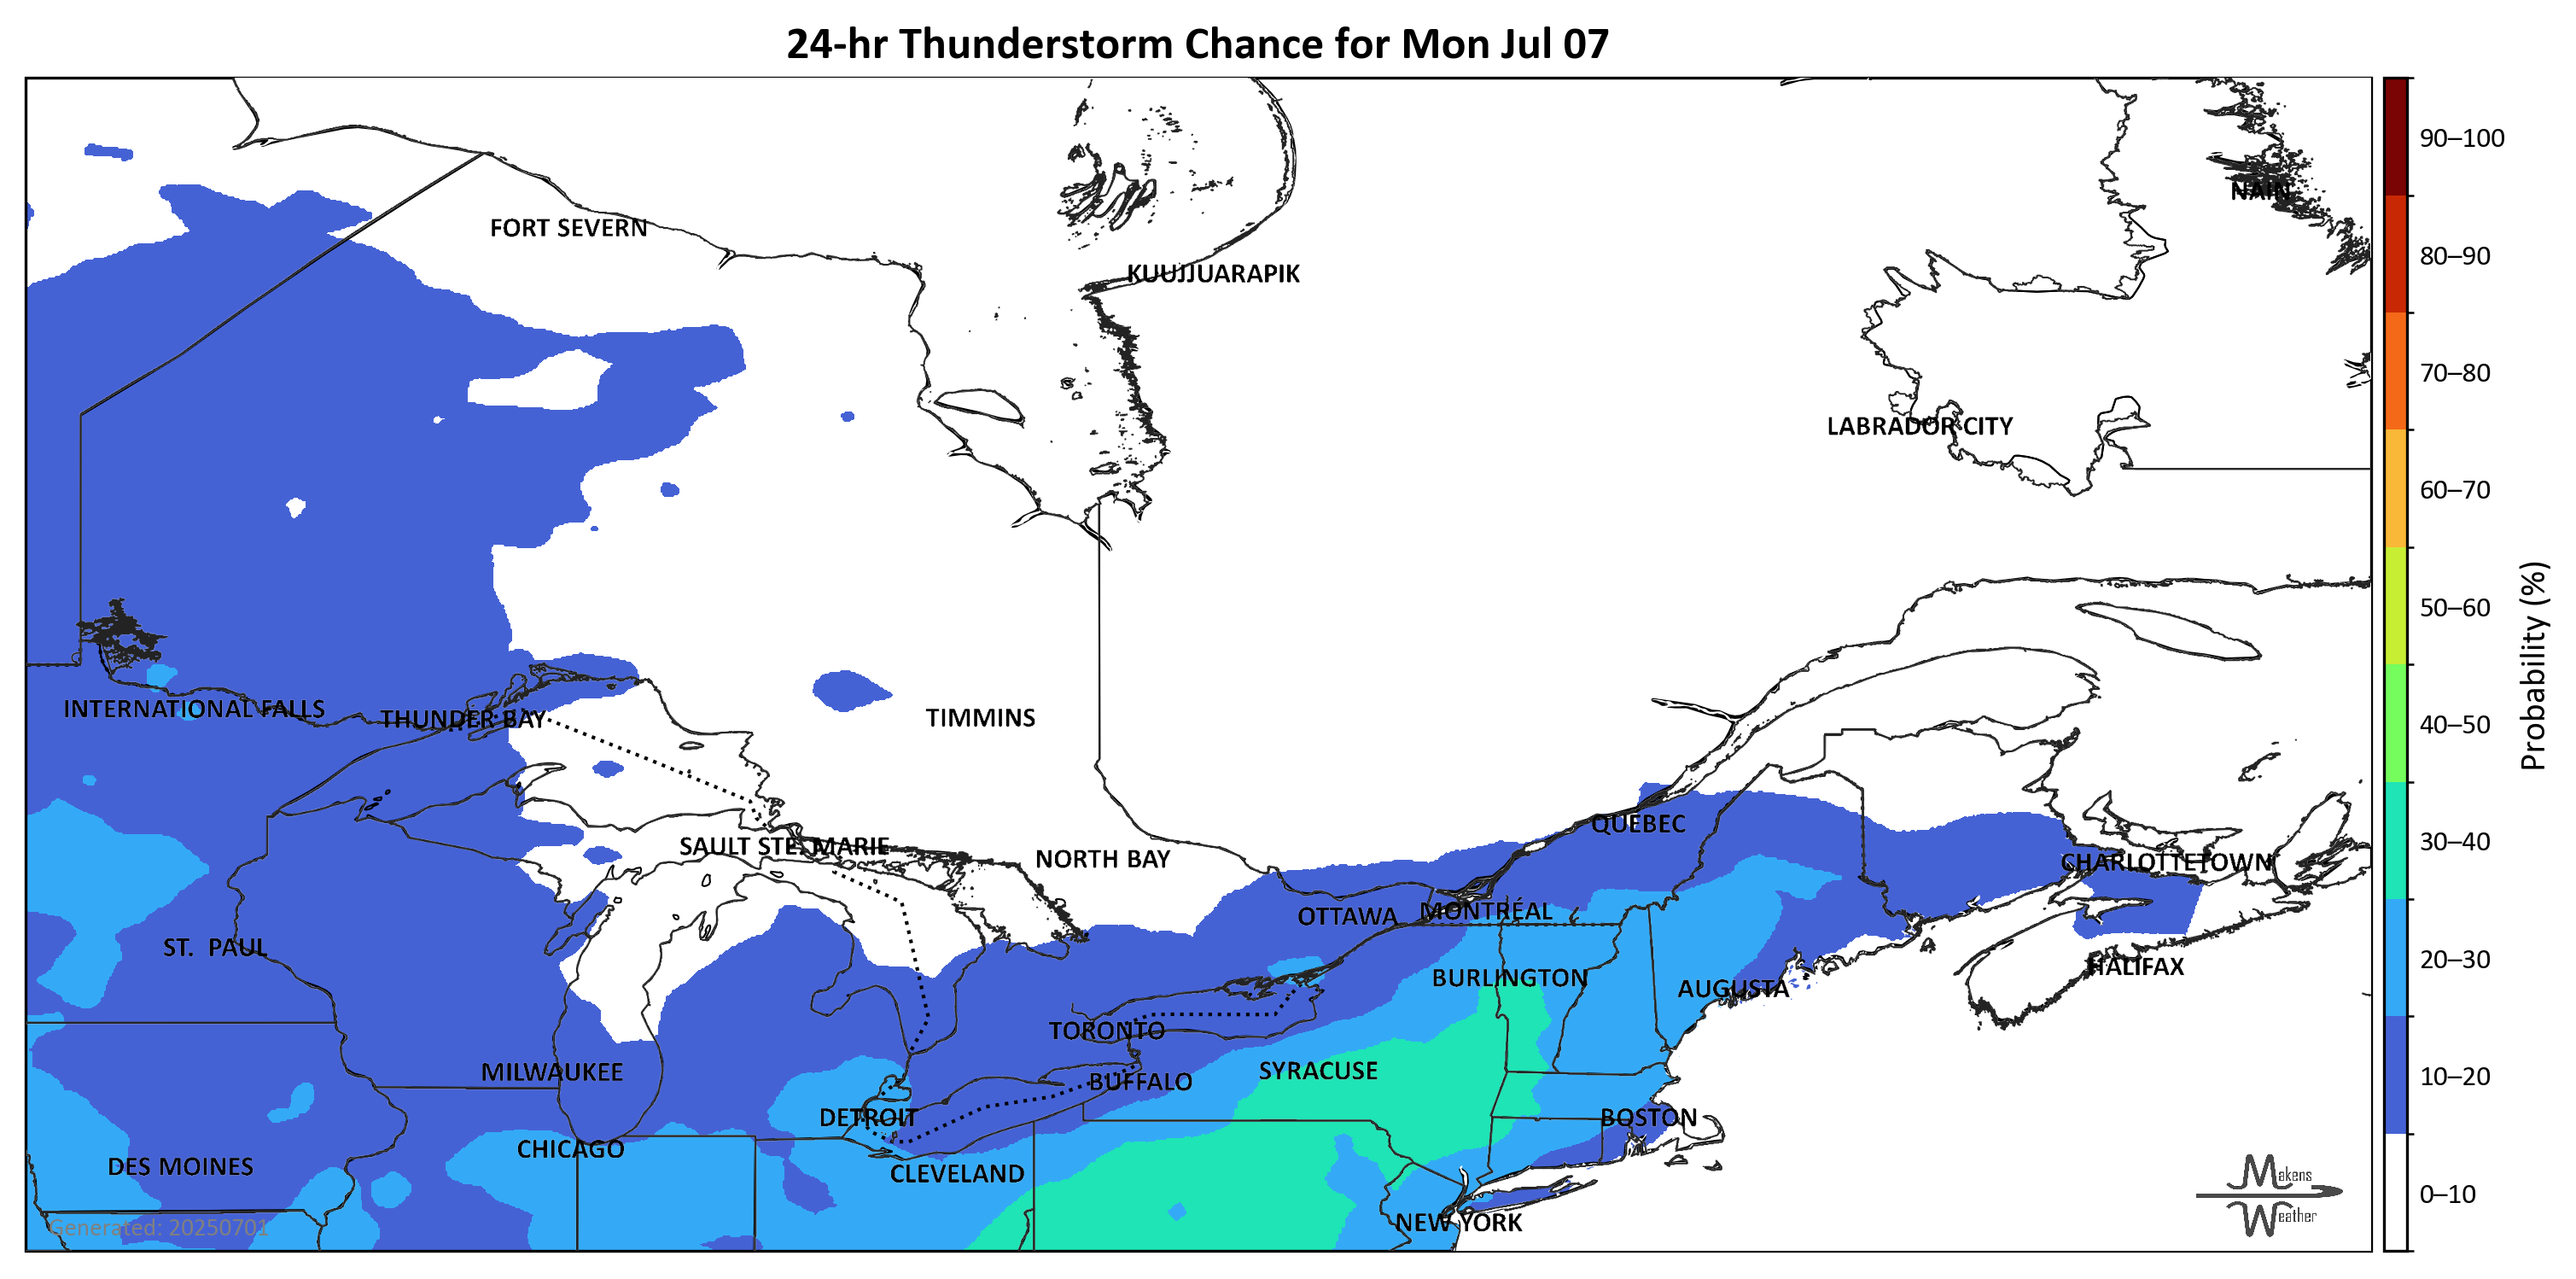 24-hr Thunderstorm Chance for Mon Jul 07
90–100
NAIN
FORT SEVERN
80–90
KUUJJUARAPIK
70–80
LABRADOR CITY
60–70
50–60
Probability (%)
INTERNATIONAL FALLS
THUNDER BAY
TIMMINS
40–50
QUEBEC
SAULT STE. MARIE
NORTH BAY
CHARLOTTETOWN
30–40
OTTAWA
MONTRÉAL
ST. PAUL
BURLINGTON
AUGUSTA
HALIFAX
20–30
TORONTO
MILWAUKEE
BUFFALO
SYRACUSE
10–20
DETROIT
BOSTON
CHICAGO
DES MOINES
CLEVELAND
Makens
Weather
0–10
NEW YORK
Generated: 20250701